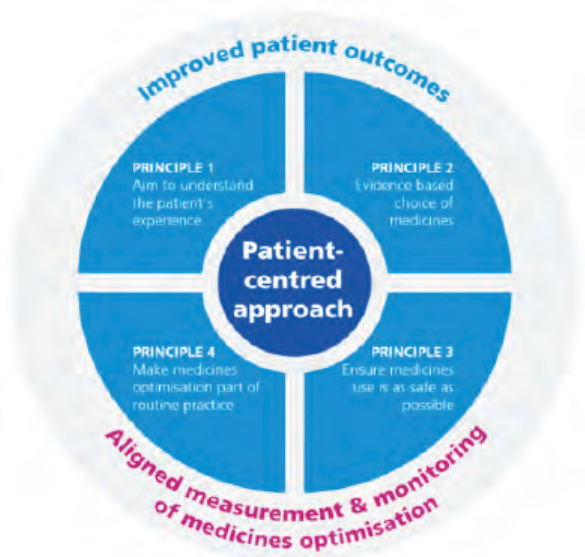 Improved patient outcomes
PRINCIPLE 1
Aim to understand
the patient's
experience
PRINCIPLE 2
Evidence based
choice of
medicines
Patient-
centred
approach
PRINCIPLE 4
Make medicines
optimisation part of
routine practice
PRINCIPLE 3
Ensure medicines
use is as safe as
possible
Aligned measurement & monitoring
of medicines optimisation